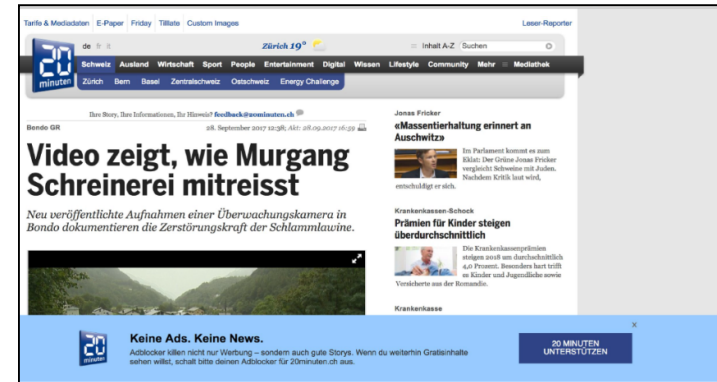 Tarife & Mediadaten E-Paper Friday Tilllate Custom Images Leser-Reporter
de fr it Zürich 19° Inhalt A-Z Suchen
Schweiz Ausland Wirtschaft Sport People Entertainment Digital Wissen Lifestyle Community Mehr Mediathek
Zürich Bern Basel Zentralschweiz Ostschweiz Energy Challenge
20 minuten
Ihre Story, Ihre Informationen, Ihr Hinweis? feedback@20minuten.ch
Bondo GR 28. September 2017 12:38; Akt: 28.09.2017 16:39
Video zeigt, wie Murgang
Schreinerei mitreisst
Neu veröffentlichte Aufnahmen einer Überwachungskamera in
Bondo dokumentieren die Zerstörungskraft der Schlammlawine.
Jonas Fricker
«Massentierhaltung erinnert an
Auschwitz»
Im Parlament kommt es zum
Eklat: Der Grüne Jonas Fricker
vergleicht Schweine mit Juden.
Nachdem Kritik laut wird,
entschuldigt er sich.
Krankenkassen-Schock
Prämien für Kinder steigen
überdurchschnittlich
Die Krankenkassenprämien
steigen 2018 um durchschnittlich
4,0 Prozent. Besonders hart trifft
es Kinder und Jugendliche sowie
Versicherte aus der Romandie.
Krankenkasse
20 minuten
Keine Ads. Keine News.
Adblocker killen nicht nur Werbung – sondern auch gute Storys. Wenn du weiterhin Gratisinhalte
sehen willst, schalt bitte deinen Adblocker für 20minuten.ch aus.
x
20 MINUTEN
UNTERSTÜTZEN